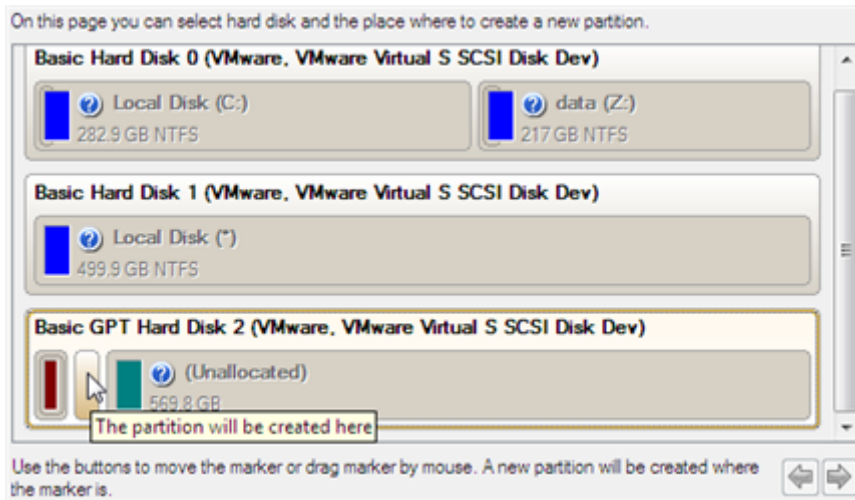 On this page you can select hard disk and the place where to create a new partition.
Basic Hard Disk 0 (VMware, VMware Virtual S SCSI Disk Dev)
Local Disk (C:)
282.9 GB NTFS
data (Z:)
217 GB NTFS
Basic Hard Disk 1 (VMware, VMware Virtual S SCSI Disk Dev)
Local Disk (*)
499.9 GB NTFS
Basic GPT Hard Disk 2 (VMware, VMware Virtual S SCSI Disk Dev)
(Unallocated)
569.8 GB
The partition will be created here
Use the buttons to move the marker or drag marker by mouse. A new partition will be created where
the marker is.